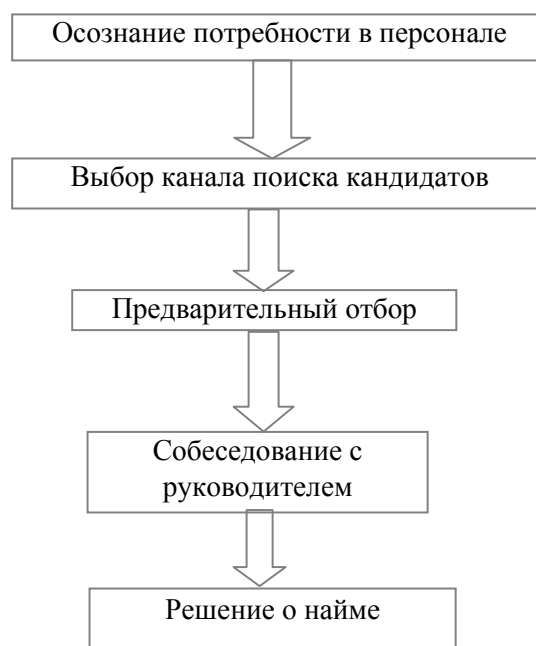 Осознание потребности в персонале
Выбор канала поиска кандидатов
Предварительный отбор
Собеседование с
руководителем
Решение о найме